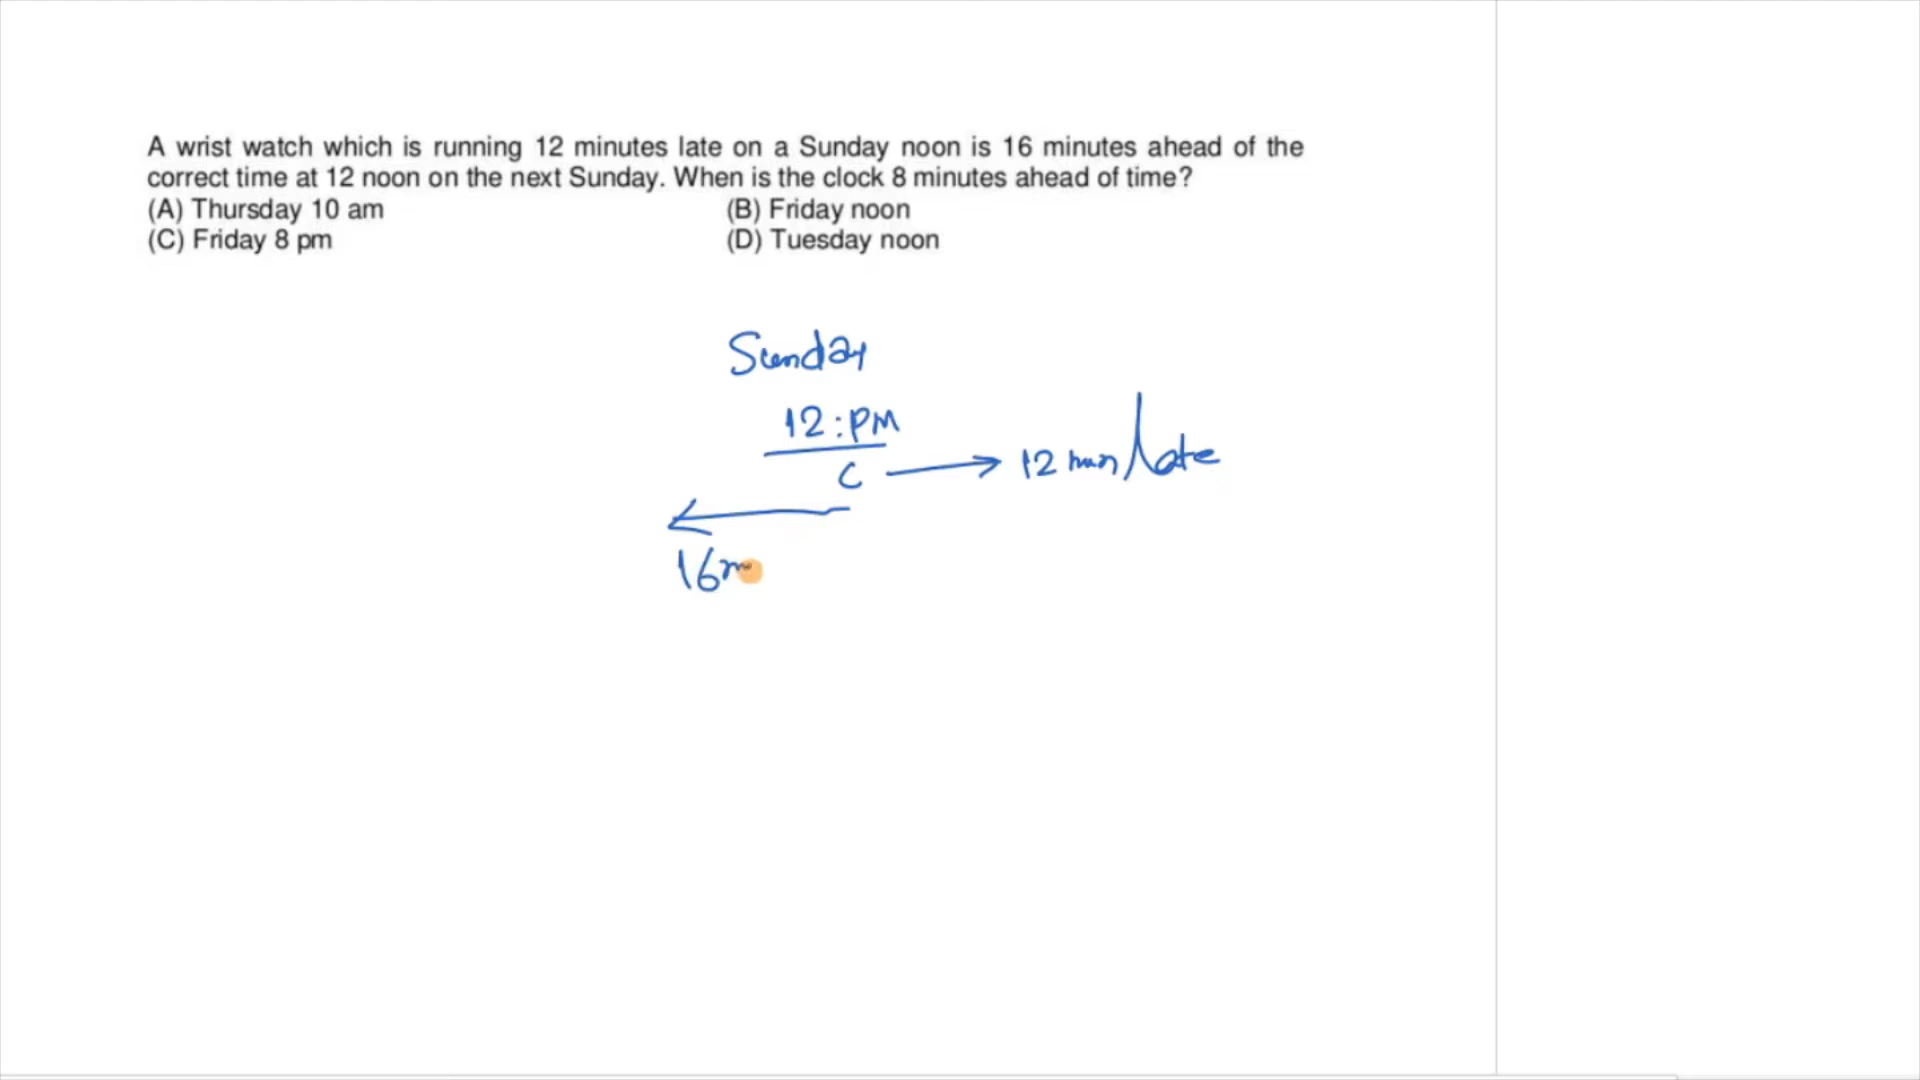 A wrist watch which is running 12 minutes late on a Sunday noon is 16 minutes ahead of the
correct time at 12 noon on the next Sunday. When is the clock 8 minutes ahead of time?
(A) Thursday 10 am (B) Friday noon
(C) Friday 8 pm (D) Tuesday noon
Sunday
12:PM
C → 12 min late
16m